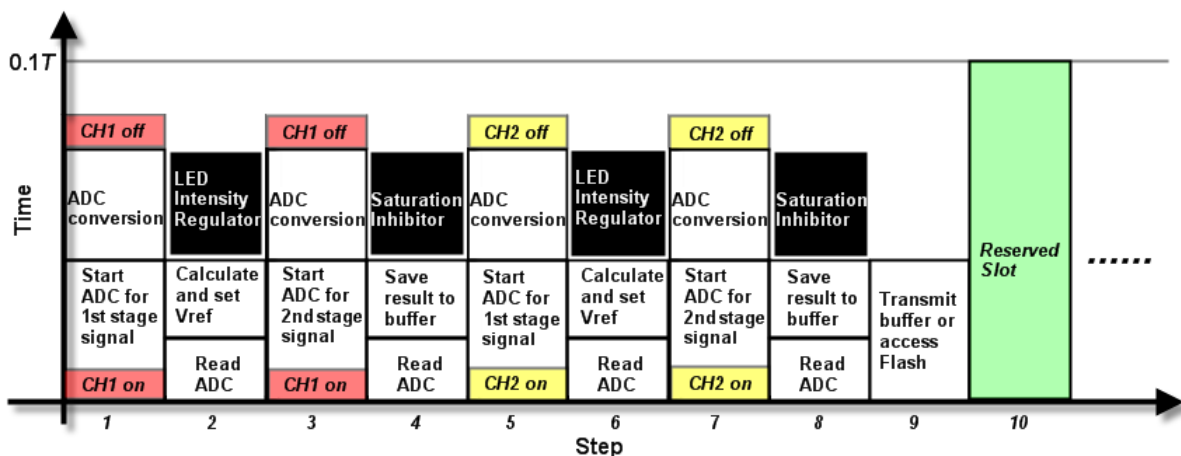 0.1T
Time
CH1 off
ADC
conversion
Start
ADC for
1st stage
signal
CH1 on
LED
Intensity
Regulator
Calculate
and set
Vref
Read
ADC
CH1 off
ADC
conversion
Start
ADC for
2nd stage
signal
CH1 on
Saturation
Inhibitor
Save
result to
buffer
Read
ADC
CH2 off
ADC
conversion
Start
ADC for
1st stage
signal
CH2 on
LED
Intensity
Regulator
Calculate
and set
Vref
Read
ADC
CH2 off
ADC
conversion
Start
ADC for
2nd stage
signal
CH2 on
Saturation
Inhibitor
Save
result to
buffer
Read
ADC
Transmit
buffer or
access
Flash
Reserved
Slot
......
1 2 3 4 5 6 7 8 9 10
Step